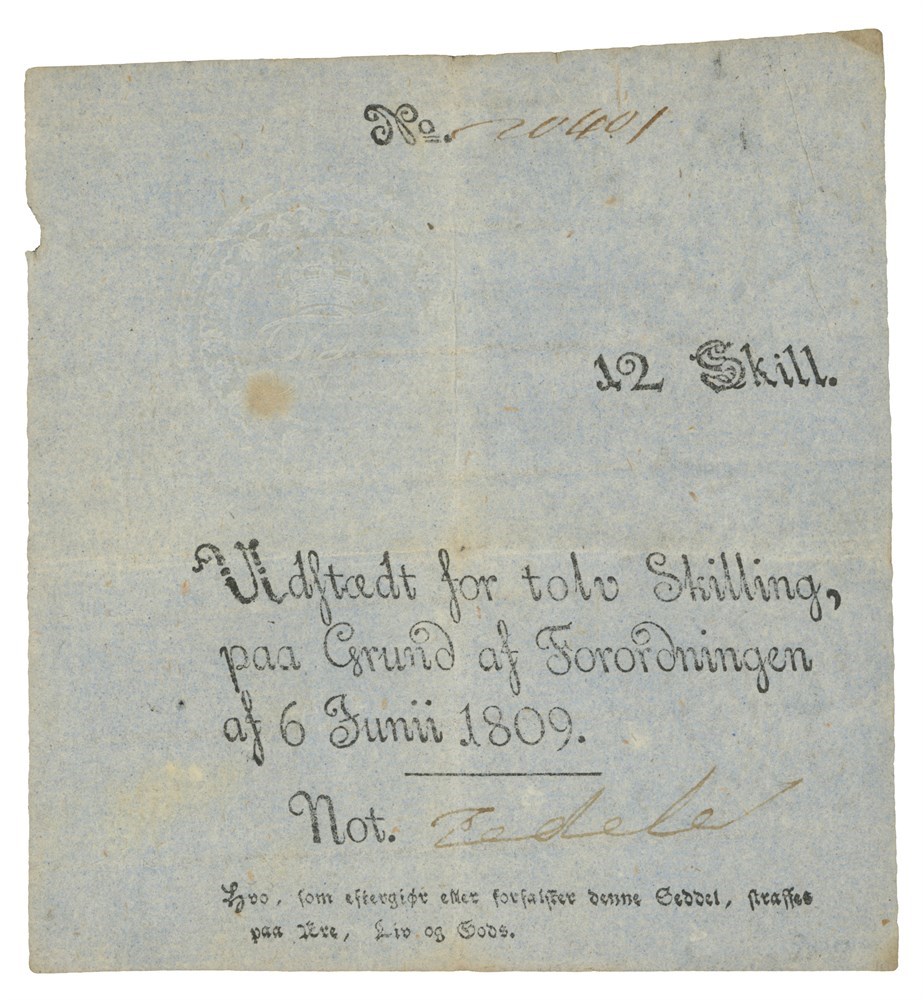 No. 20401
12 Skill.
Udstædt for tolv Skilling,
paa Grund af Forordningen
af 6 Junii 1809.
Not.
Hvo, som eftergiør eller forfalsker denne Seddel, straffes
paa Ære, Liv og Gods.